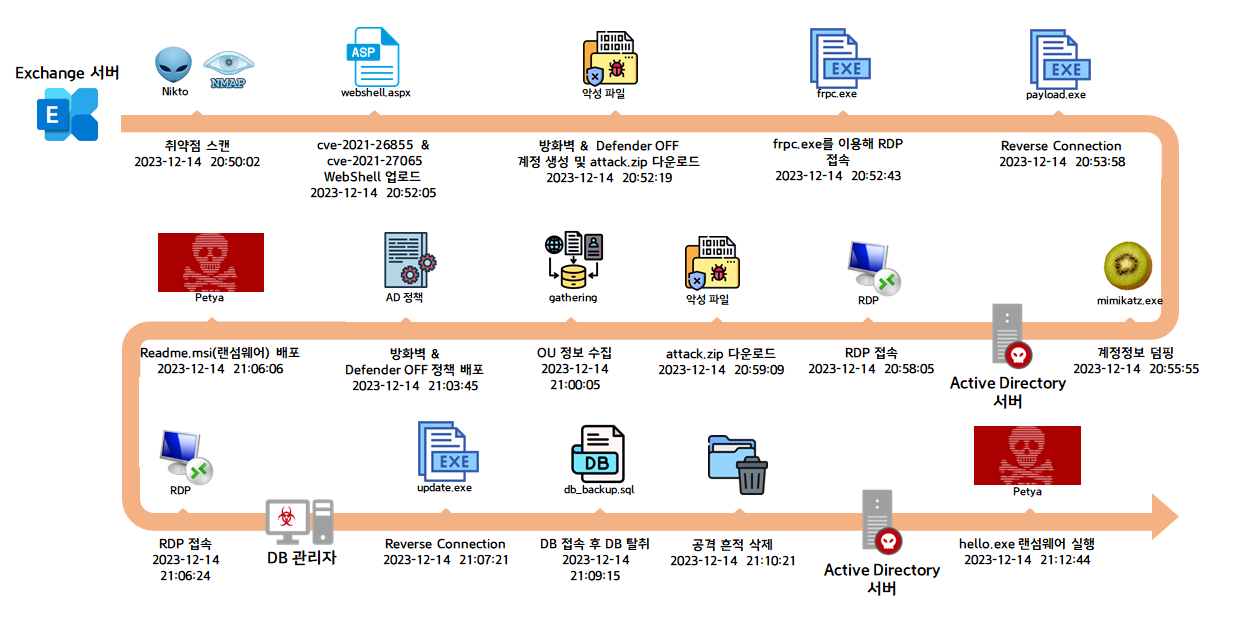 Exchange 서버
E
Nikto
NMAP
취약점 스캔
2023-12-14 20:50:02
ASP
webshell.aspx
cve-2021-26855 &
cve-2021-27065
WebShell 업로드
2023-12-14 20:52:05
악성 파일
방화벽 & Defender OFF
계정 생성 및 attack.zip 다운로드
2023-12-14 20:52:19
EXE
frpc.exe
frpc.exe를 이용해 RDP
접속
2023-12-14 20:52:43
EXE
payload.exe
Reverse Connection
2023-12-14 20:53:58
mimikatz.exe
계정정보 덤핑
2023-12-14 20:55:55
Active Directory
서버
RDP
RDP 접속
2023-12-14 20:58:05
악성 파일
attack.zip 다운로드
2023-12-14 20:59:09
gathering
OU 정보 수집
2023-12-14
21:00:05
AD 정책
방화벽 &
Defender OFF 정책 배포
2023-12-14 21:03:45
Petya
Readme.msi(랜섬웨어) 배포
2023-12-14 21:06:06
RDP
RDP 접속
2023-12-14
21:06:24
DB 관리자
EXE
update.exe
Reverse Connection
2023-12-14 21:07:21
DB
db_backup.sql
DB 접속 후 DB 탈취
2023-12-14
21:09:15
공격 흔적 삭제
2023-12-14 21:10:21
Active Directory
서버
Petya
hello.exe 랜섬웨어 실행
2023-12-14 21:12:44